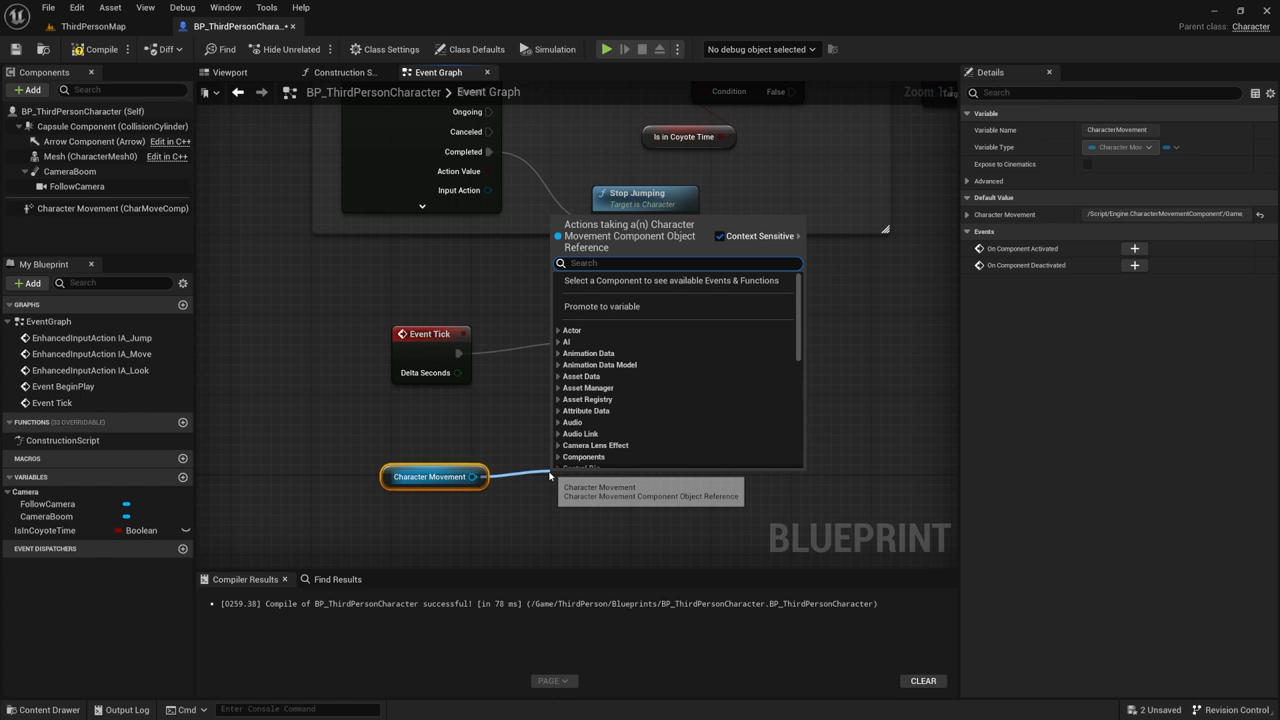 File Edit Asset View Debug Window Tools Help
ThirdPersonMap
BP_ThirdPersonChara...•
Parent class: Character
Compile
Diff
Find
Hide Unrelated
Class Settings
Class Defaults
Simulation
No debug object selected
Components
Add
Search
BP_ThirdPersonCharacter (Self)
Capsule Component (CollisionCylinder)
Arrow Component (Arrow) Edit in C++
Mesh (CharacterMesh0) Edit in C++
CameraBoom
FollowCamera
Character Movement (CharMoveComp)
My Blueprint
Add
Search
GRAPHS
EventGraph
EnhancedInputAction IA_Jump
EnhancedInputAction IA_Move
EnhancedInputAction IA_Look
Event BeginPlay
Event Tick
FUNCTIONS (33 OVERRIDABLE)
ConstructionScript
MACROS
VARIABLES
Camera
FollowCamera
CameraBoom
IsInCoyoteTime Boolean
EVENT DISPATCHERS
Viewport
Construction S...
Event Graph
BP_ThirdPersonCharacter > Event Graph
Zoom 1:1
Ongoing
Canceled
Completed
Action Value
Input Action
Condition False
Is in Coyote Time
Stop Jumping
Target is Character
Event Tick
Delta Seconds
Character Movement
Actions taking a(n) Character
Movement Component Object
Reference
Context Sensitive
Search
Select a Component to see available Events & Functions
Promote to variable
Actor
AI
Animation Data
Animation Data Model
Asset Data
Asset Manager
Asset Registry
Attribute Data
Audio
Audio Link
Camera Lens Effect
Components
Character Movement
Character Movement Component Object Reference
BLUEPRINT
Compiler Results
Find Results
[0259.38] Compile of BP_ThirdPersonCharacter successful! [in 78 ms] (/Game/ThirdPerson/Blueprints/BP_ThirdPersonCharacter.BP_ThirdPersonCharacter)
PAGE
CLEAR
Details
Search
Variable
Variable Name CharacterMovement
Variable Type Character Mov
Expose to Cinematics
Advanced
Default Value
Character Movement /Script/Engine.CharacterMovementComponent'/Game
Events
On Component Activated
On Component Deactivated
Content Drawer
Output Log
Cmd
Enter Console Command
2 Unsaved
Revision Control